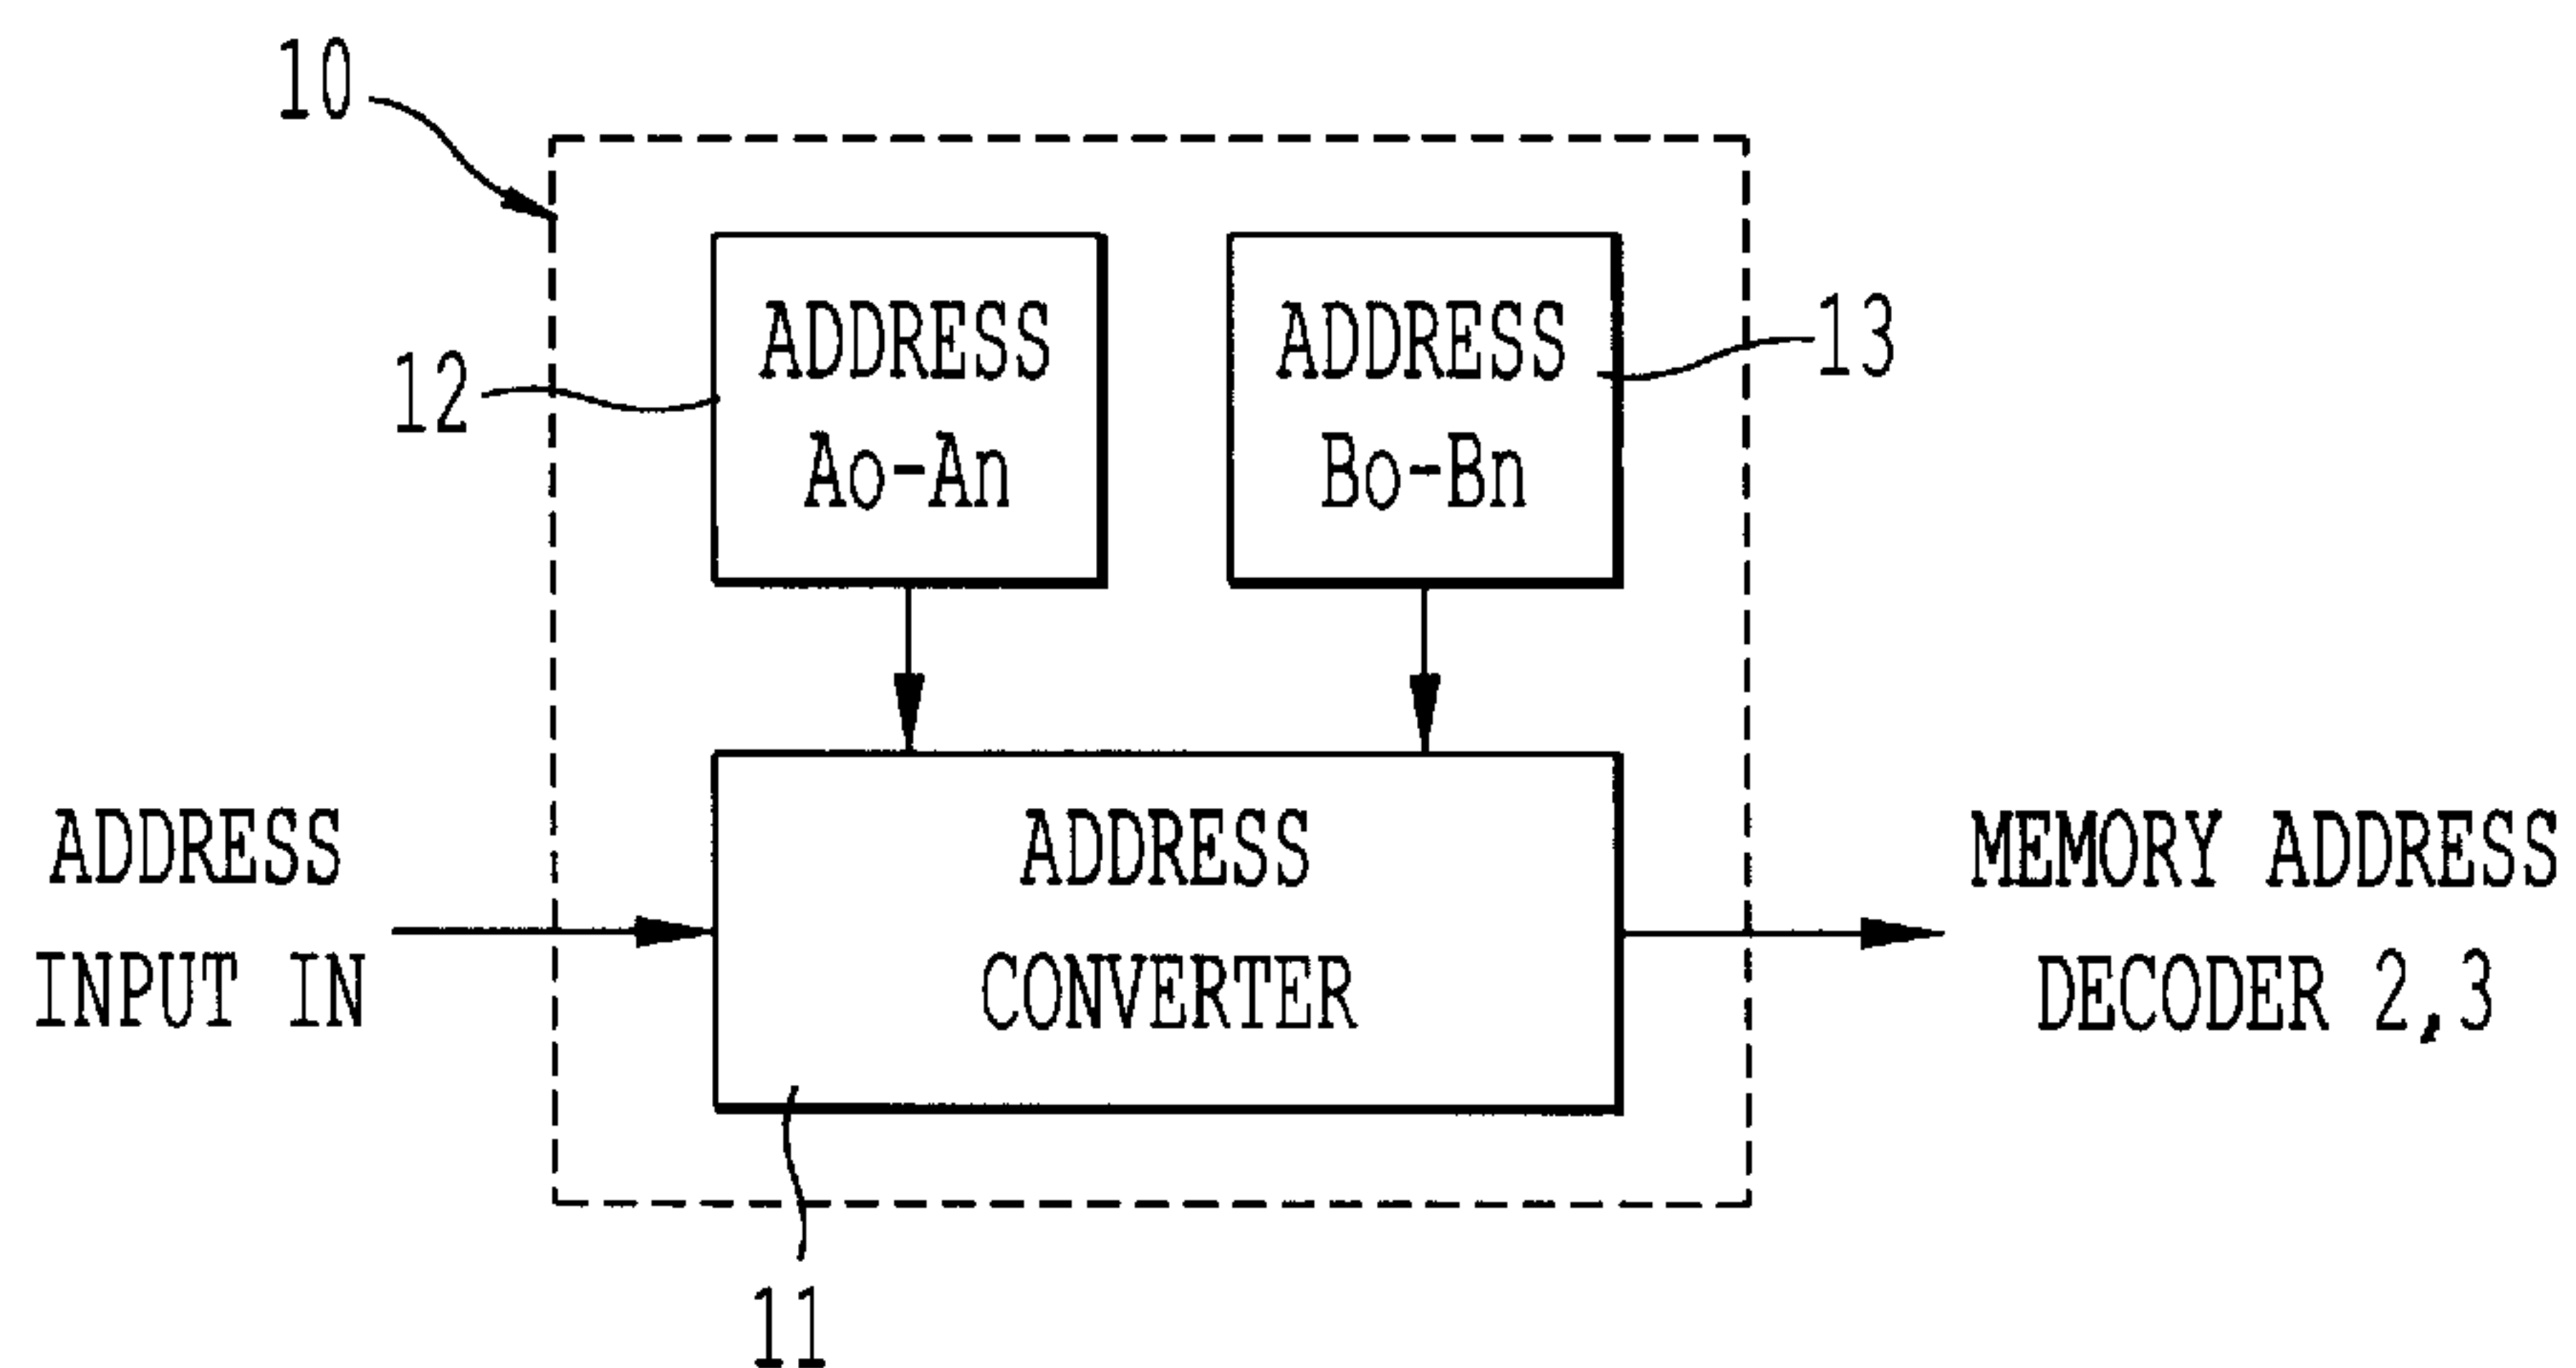 10
ADDRESS
Ao-An
ADDRESS
Bo-Bn
12
13
ADDRESS
INPUT IN
ADDRESS
CONVERTER
MEMORY ADDRESS
DECODER 2,3
11